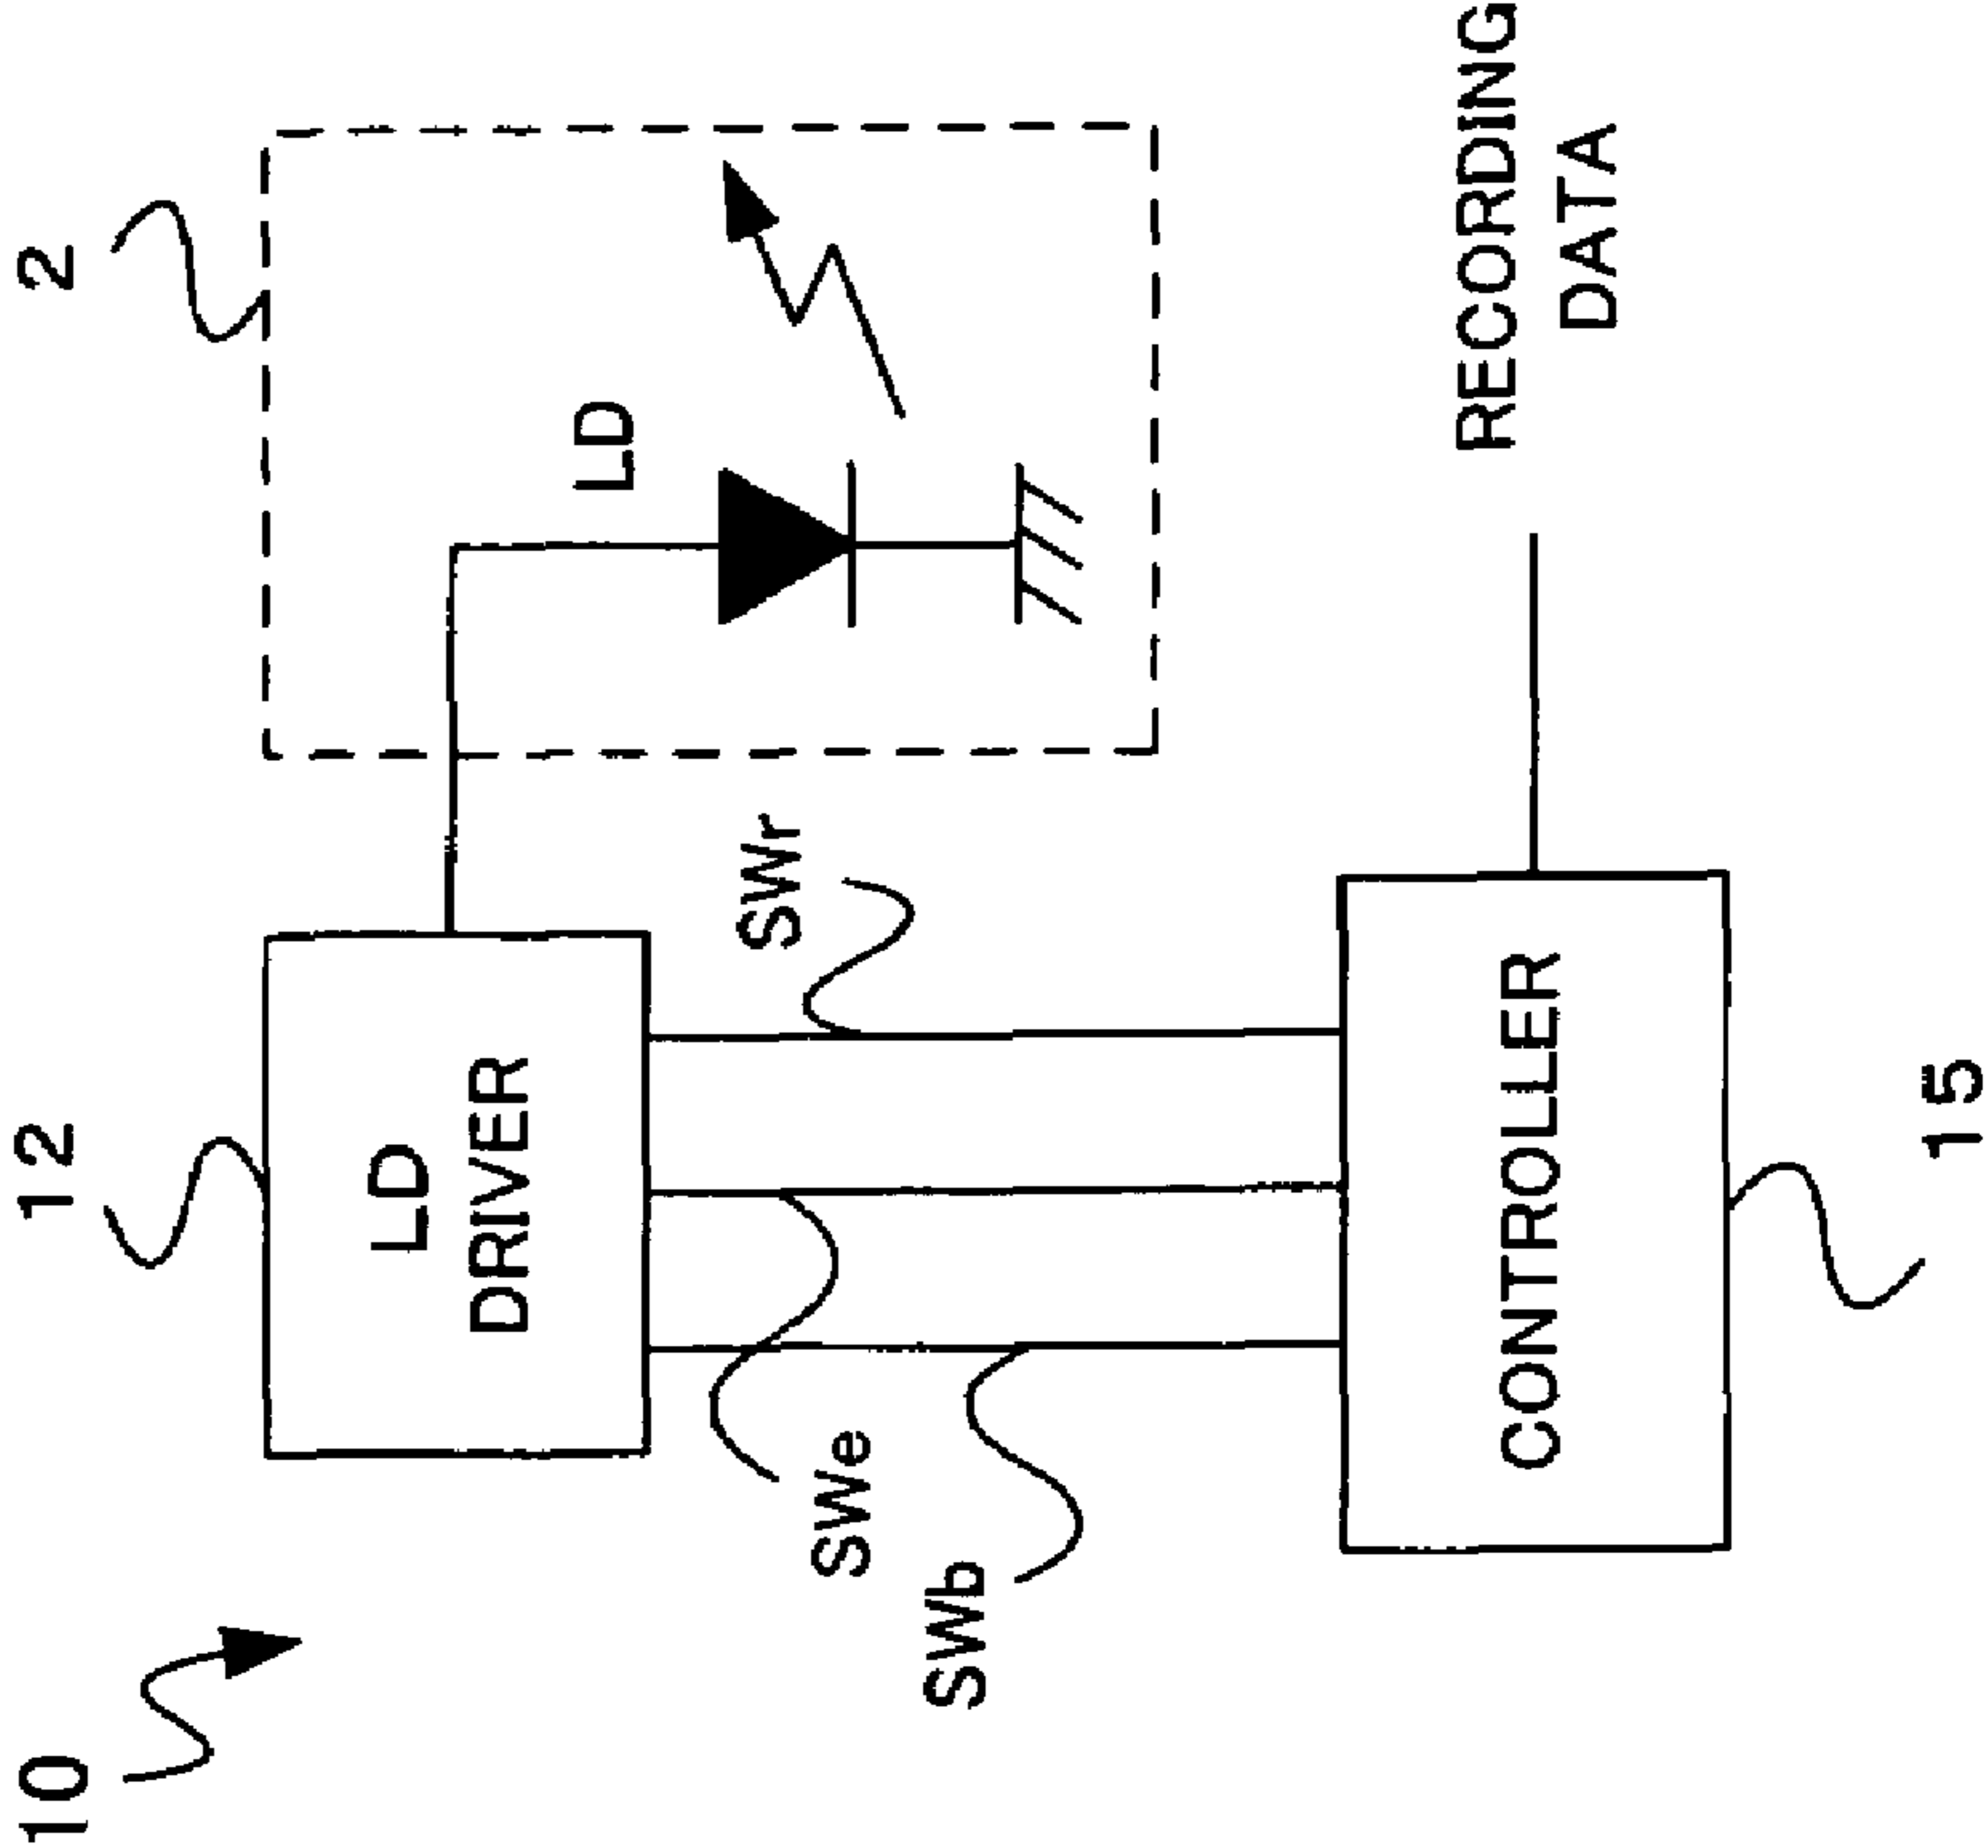 10
12
2
LD
DRIVER
LD
SWr
SWe
SWb
CONTROLLER
RECORDING
DATA
15